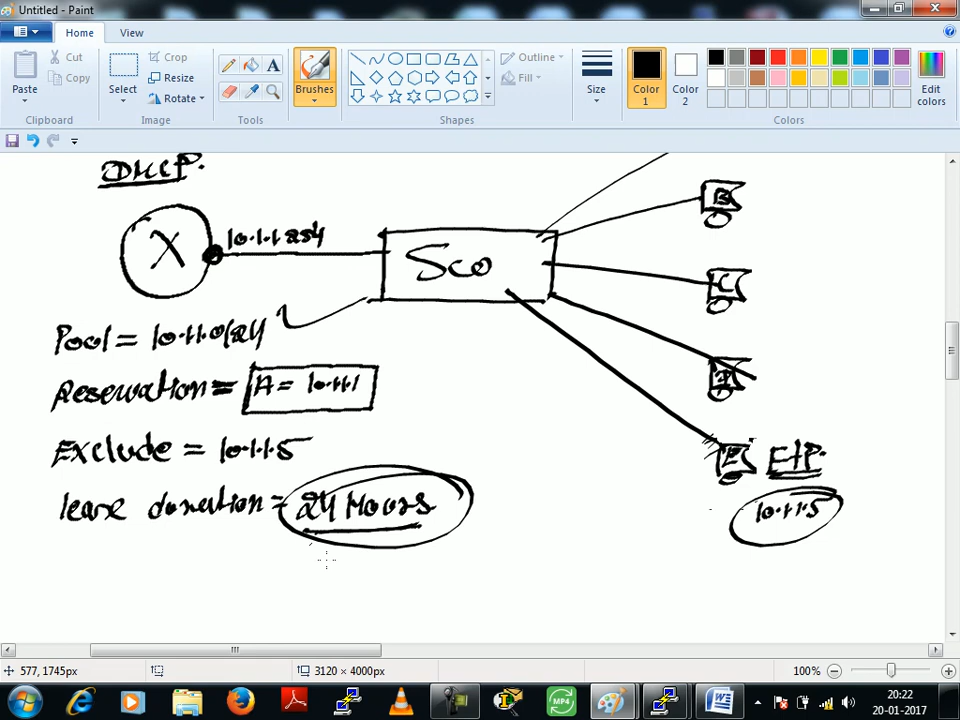 Untitled - Paint
Home
View
Paste
Cut
Copy
Clipboard
Select
Crop
Resize
Rotate
Image
Tools
Brushes
Shapes
Outline
Fill
Size
Color 1
Color 2
Colors
Edit colors
DHCP.
X
10.1.1.254
Sco
B
C
D
E
FTP.
10.1.1.5
Pool = 10.1.1.0/24
Reservation = A = 10.1.1.1
Exclude = 10.1.1.5
lease duration = 24 Hours
577, 1745px
3120 × 4000px
100%
MP4
20:22
20-01-2017